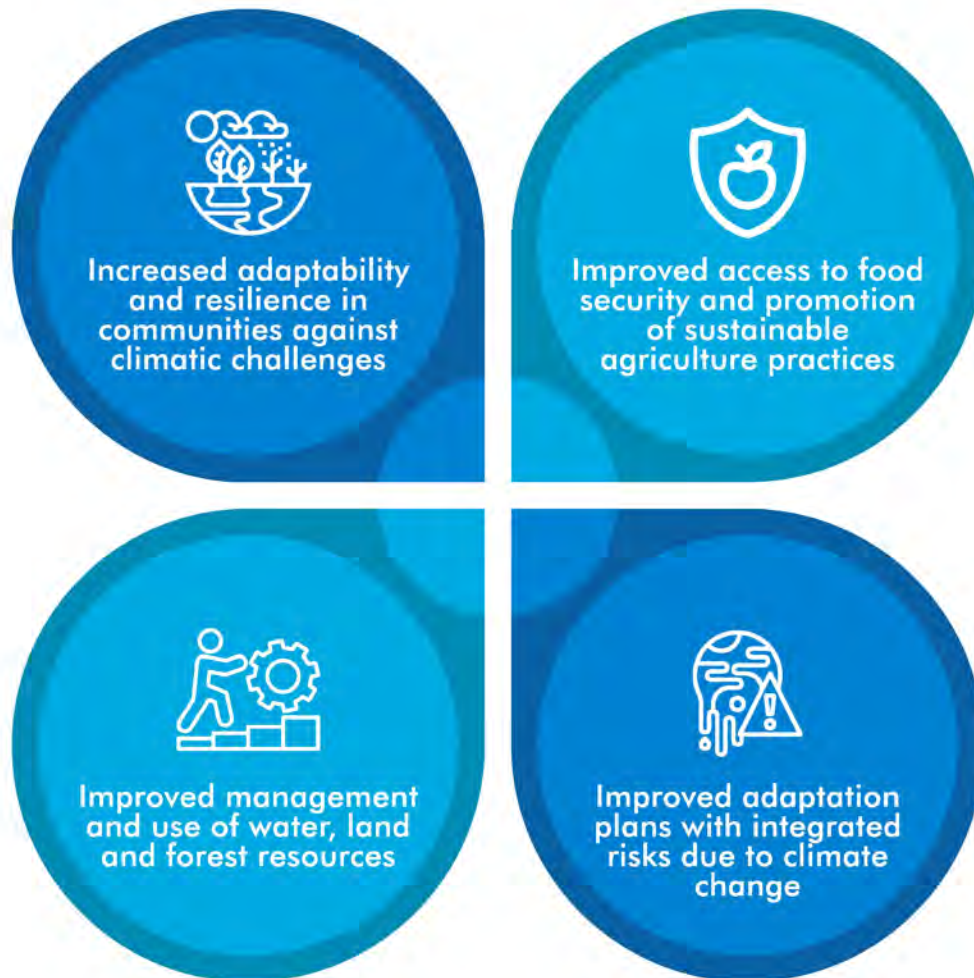 Increased adaptability
and resilience in
communities against
climatic challenges
Improved access to food
security and promotion
of sustainable
agriculture practices
Improved management
and use of water, land
and forest resources
Improved adaptation
plans with integrated
risks due to climate
change